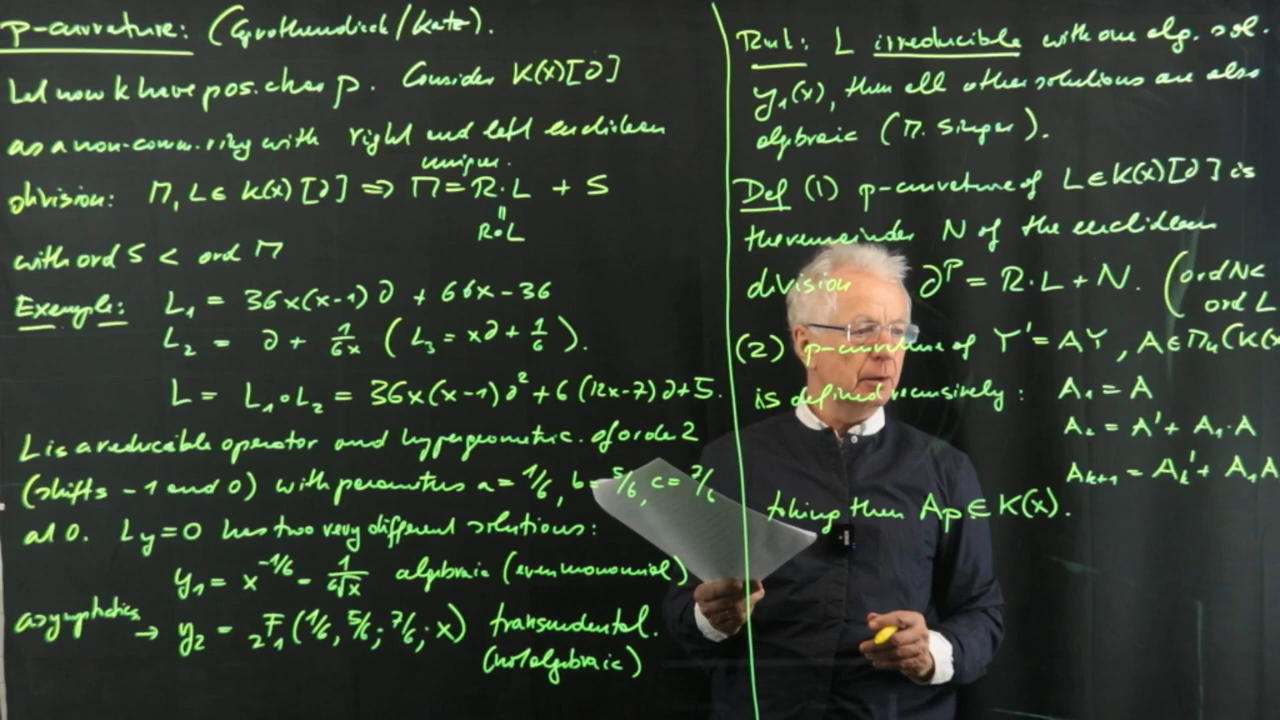 p-curvature: (Grothendieck/Katz).
Let now k have pos. char p. Consider K(x)[∂]
as a non-comm. ring with right and left euclidean
unique.
division: M, L ∈ K(x)[∂] ⇒ M = R·L + S
॥
R∘L
with ord S < ord M
Example: L₁ = 36x(x-1)∂ + 66x - 36
L₂ = ∂ + 1/6x (L₃ = x∂ + 1/6).
L = L₁∘L₂ = 36x(x-1)∂² + 6(12x-7)∂ + 5.
L is a reducible operator and hypergeometric. of order 2
(shifts -1 and 0) with parameters a = 1/6, b = 5/6, c = 7/6
at 0. Ly = 0 has two very different solutions:
y₁ = x^{-1/6} = 1/⁶√x algebraic (even monomial)
asymptotics → y₂ = ₂F₁(1/6, 5/6; 7/6; x) transcendental.
(not algebraic)
Rmk: L irreducible with one alg. sol.
y₁(x), then all other solutions are also
algebraic (M. Singer).
Def (1) p-curvature of L ∈ K(x)[∂] is
the remainder N of the euclidean
division ∂^p = R·L + N. (ord N <
ord L
(2) p-curvature of Y' = AY, A ∈ Mₙ(K(x
is defined recursively: A₁ = A
A₂ = A' + A₁·A
A_{k+1} = A_k' + A₁A
taking then A_p ∈ K(x).